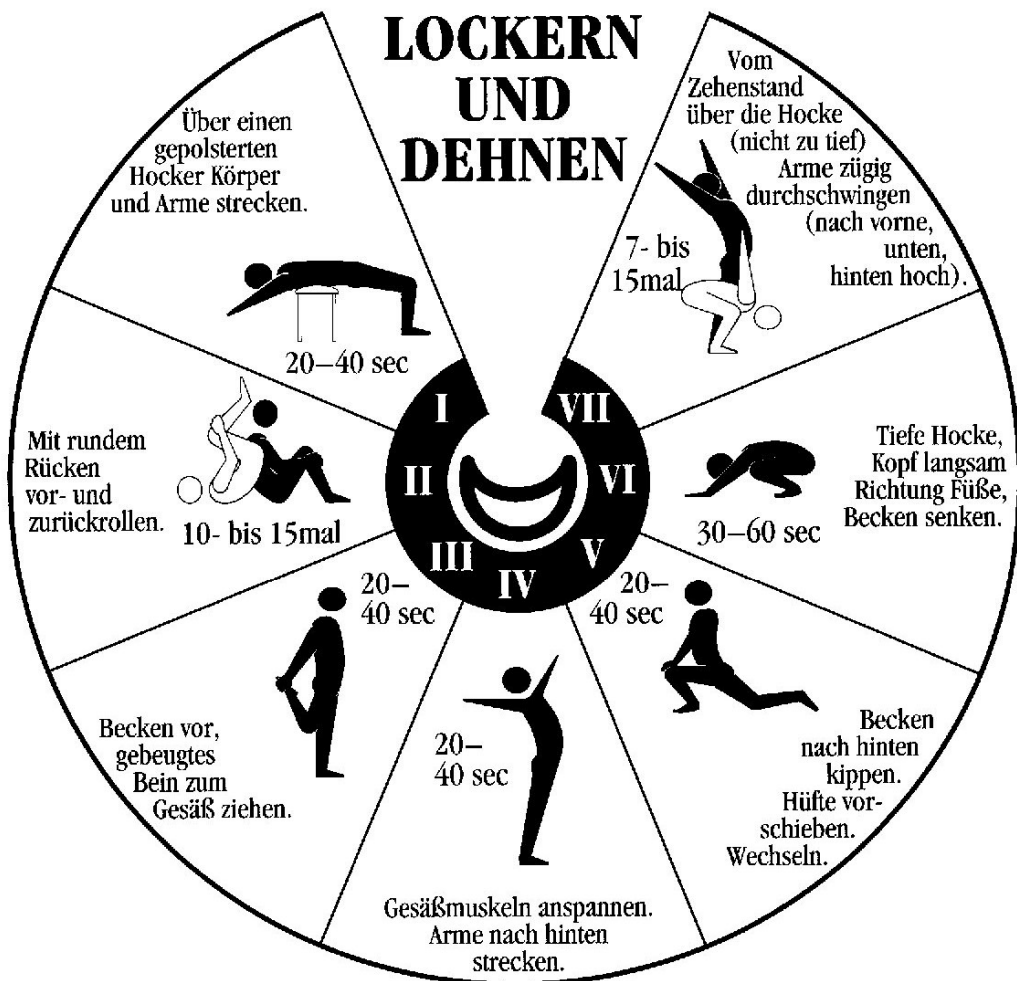 LOCKERN
UND
DEHNEN
Über einen
gepolsterten
Hocker Körper
und Arme strecken.
20–40 sec
I
Mit rundem
Rücken
vor- und
zurückrollen.
10- bis 15mal
II
Becken vor,
gebeugtes
Bein zum
Gesäß ziehen.
20–
40 sec
III
Gesäßmuskeln anspannen.
Arme nach hinten
strecken.
20–
40 sec
IV
Becken
nach hinten
kippen.
Hüfte vor-
schieben.
Wechseln.
20–
40 sec
V
Tiefe Hocke,
Kopf langsam
Richtung Füße,
Becken senken.
30–60 sec
VI
Vom
Zehenstand
über die Hocke
(nicht zu tief)
Arme zügig
durchschwingen
(nach vorne,
unten,
hinten hoch).
7- bis
15mal
VII